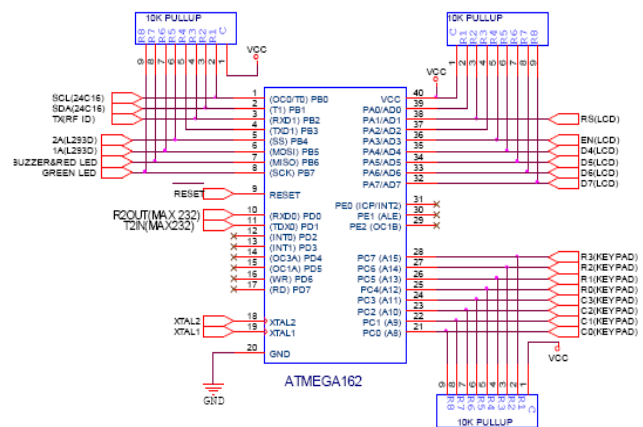 10K PULLUP
R8 R7 R6 R5 R4 R3 R2 R1 C
9 8 7 6 5 4 3 2 1
VCC
10K PULLUP
C R1 R2 R3 R4 R5 R6 R7 R8
1 2 3 4 5 6 7 8 9
VCC
SCL(24C16) 1 (OC0/T0) PB0
SDA(24C16) 2 (T1) PB1
TX(RF ID) 3 (RXD1) PB2
4 (TXD1) PB3
2A(L293D) 5 (SS) PB4
1A(L293D) 6 (MOSI) PB5
BUZZER&RED LED 7 (MISO) PB6
GREEN LED 8 (SCK) PB7
RESET 9 RESET
R2OUT(MAX 232) 10 (RXD0) PD0
T2IN(MAX232) 11 (TDX0) PD1
12 (INT0) PD2
13 (INT1) PD3
14 (OC3A) PD4
15 (OC1A) PD5
16 (WR) PD6
17 (RD) PD7
XTAL2 18 XTAL2
XTAL1 19 XTAL1
20 GND
GND
VCC 40
PA0/AD0 39
PA1/AD1 38 RS(LCD)
PA2/AD2 37
PA3/AD3 36 EN(LCD)
PA4/AD4 35 D4(LCD)
PA5/AD5 34 D5(LCD)
PA6/AD6 33 D6(LCD)
PA7/AD7 32 D7(LCD)
PE0 (ICP/INT2) 31
PE1 (ALE) 30
PE2 (OC1B) 29
PC7 (A15) 28 R3(KEYPAD)
PC6 (A14) 27 R2(KEYPAD)
PC5 (A13) 26 R1(KEYPAD)
PC4(A12) 25 R0(KEYPAD)
PC3 (A11) 24 C3(KEYPAD)
PC2 (A10) 23 C2(KEYPAD)
PC1 (A9) 22 C1(KEYPAD)
PC0 (A8) 21 C0(KEYPAD)
VCC
ATMEGA162
9 8 7 6 5 4 3 2 1
R8 R7 R6 R5 R4 R3 R2 R1 C
10K PULLUP